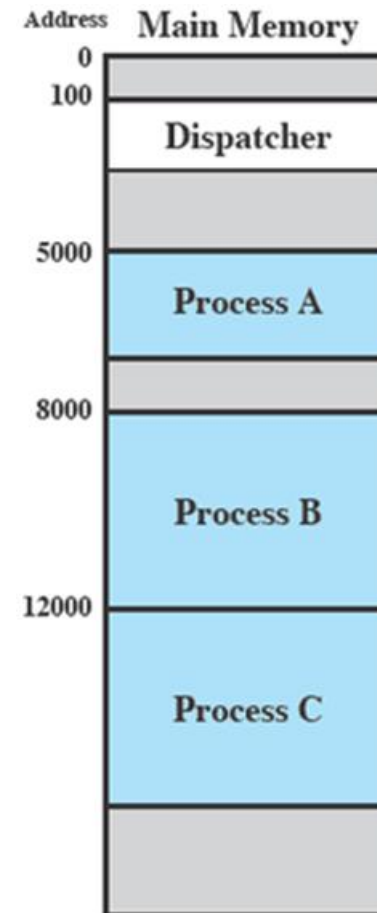 Address Main Memory
0
100
Dispatcher
5000
Process A
8000
Process B
12000
Process C